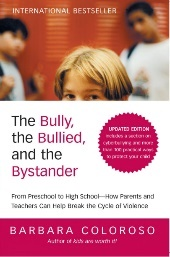 INTERNATIONAL BESTSELLER
The Bully,
the Bullied,
and the
Bystander
UPDATED EDITION
includes a section on
cyberbullying and more
than 100 practical ways
to protect your child
From Preschool to High School—How Parents and
Teachers Can Help Break the Cycle of Violence
BARBARA COLOROSO
Author of kids are worth it!